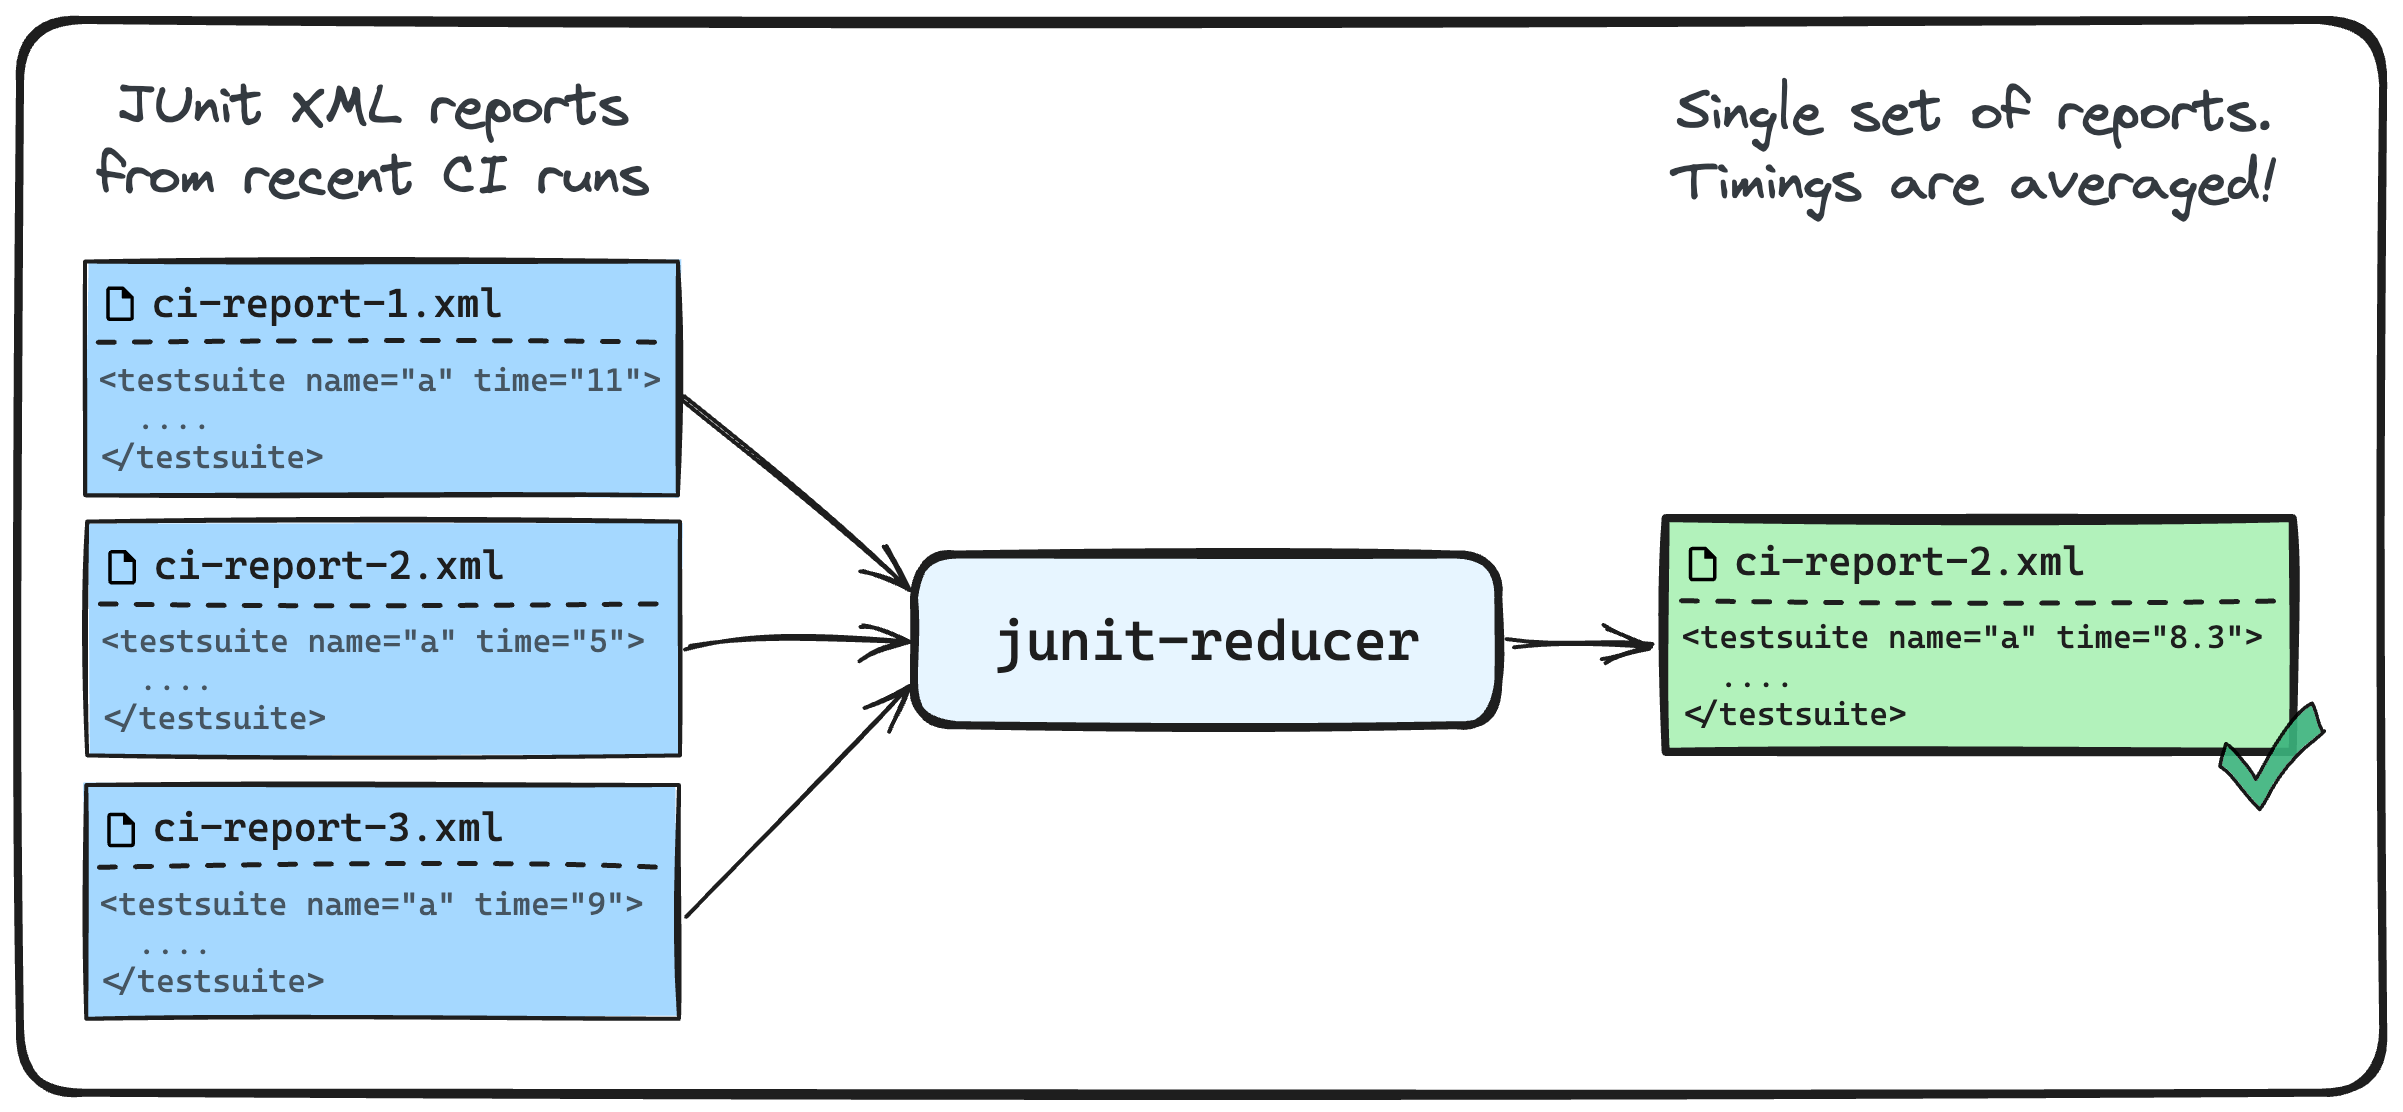 JUnit XML reports
from recent CI runs
Single set of reports.
Timings are averaged!
ci-report-1.xml
<testsuite name="a" time="11">
....
</testsuite>
ci-report-2.xml
<testsuite name="a" time="5">
....
</testsuite>
ci-report-3.xml
<testsuite name="a" time="9">
....
</testsuite>
junit-reducer
ci-report-2.xml
<testsuite name="a" time="8.3">
....
</testsuite>